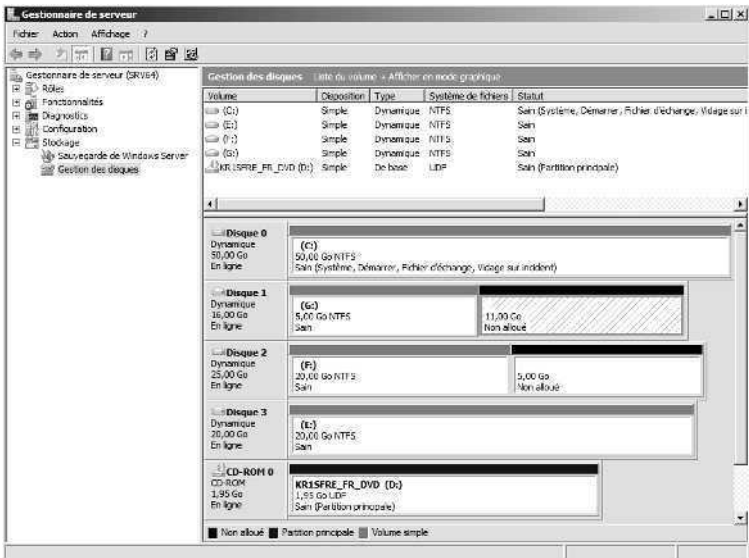 Gestionnaire de serveur
Fichier Action Affichage ?
Gestionnaire de serveur (SRV64)
Rôles
Fonctionnalités
Diagnostics
Configuration
Stockage
Sauvegarde de Windows Server
Gestion des disques
Gestion des disques Liste du volume + Afficher en mode graphique
Volume Disposition Type Système de fichiers Statut
(C:) Simple Dynamique NTFS Sain (Système, Démarrer, Fichier d'échange, Vidage sur i
(E:) Simple Dynamique NTFS Sain
(F:) Simple Dynamique NTFS Sain
(G:) Simple Dynamique NTFS Sain
KR1SFRE_FR_DVD (D:) Simple De base UDF Sain (Partition principale)
Disque 0
Dynamique
50,00 Go
En ligne
(C:)
50,00 Go NTFS
Sain (Système, Démarrer, Fichier d'échange, Vidage sur incident)
Disque 1
Dynamique
16,00 Go
En ligne
(G:)
5,00 Go NTFS
Sain
11,00 Go
Non alloué
Disque 2
Dynamique
25,00 Go
En ligne
(F:)
20,00 Go NTFS
Sain
5,00 Go
Non alloué
Disque 3
Dynamique
20,00 Go
En ligne
(E:)
20,00 Go NTFS
Sain
CD-ROM 0
CD-ROM
1,95 Go
En ligne
KR1SFRE_FR_DVD (D:)
1,95 Go UDF
Sain (Partition principale)
Non alloué Partition principale Volume simple